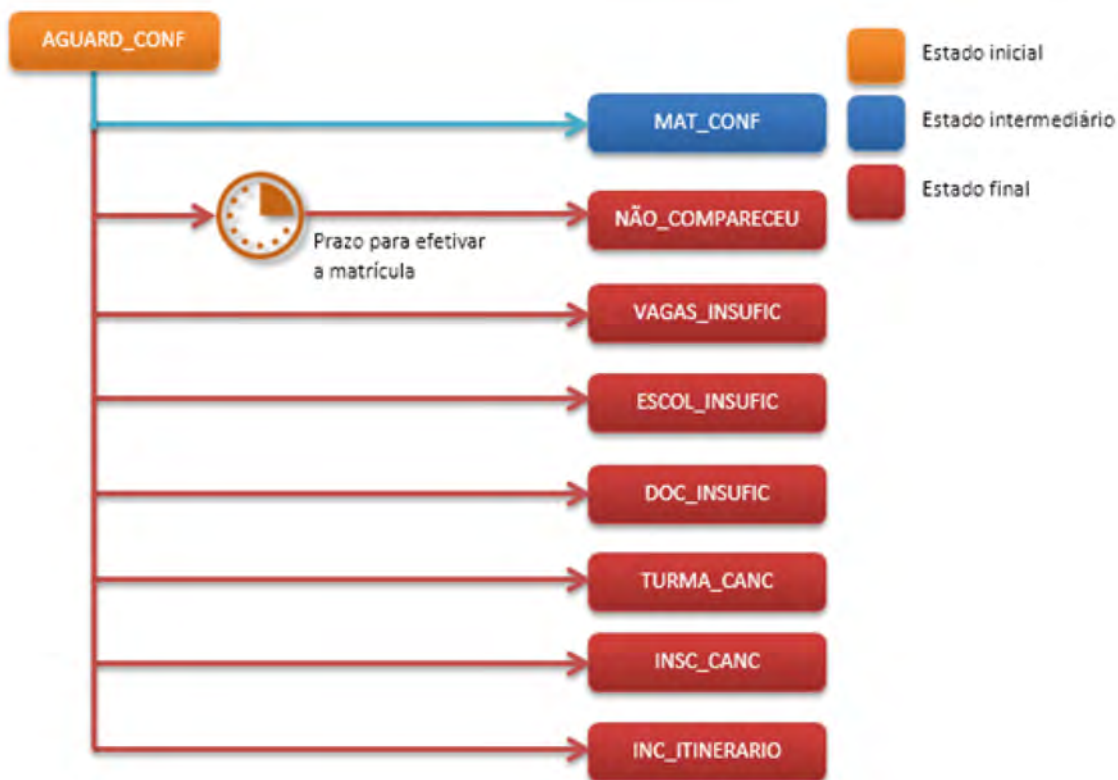 AGUARD_CONF
Estado inicial
MAT_CONF
Estado intermediário
Estado final
NÃO_COMPARECEU
Prazo para efetivar
a matrícula
VAGAS_INSUFIC
ESCOL_INSUFIC
DOC_INSUFIC
TURMA_CANC
INSC_CANC
INC_ITINERARIO